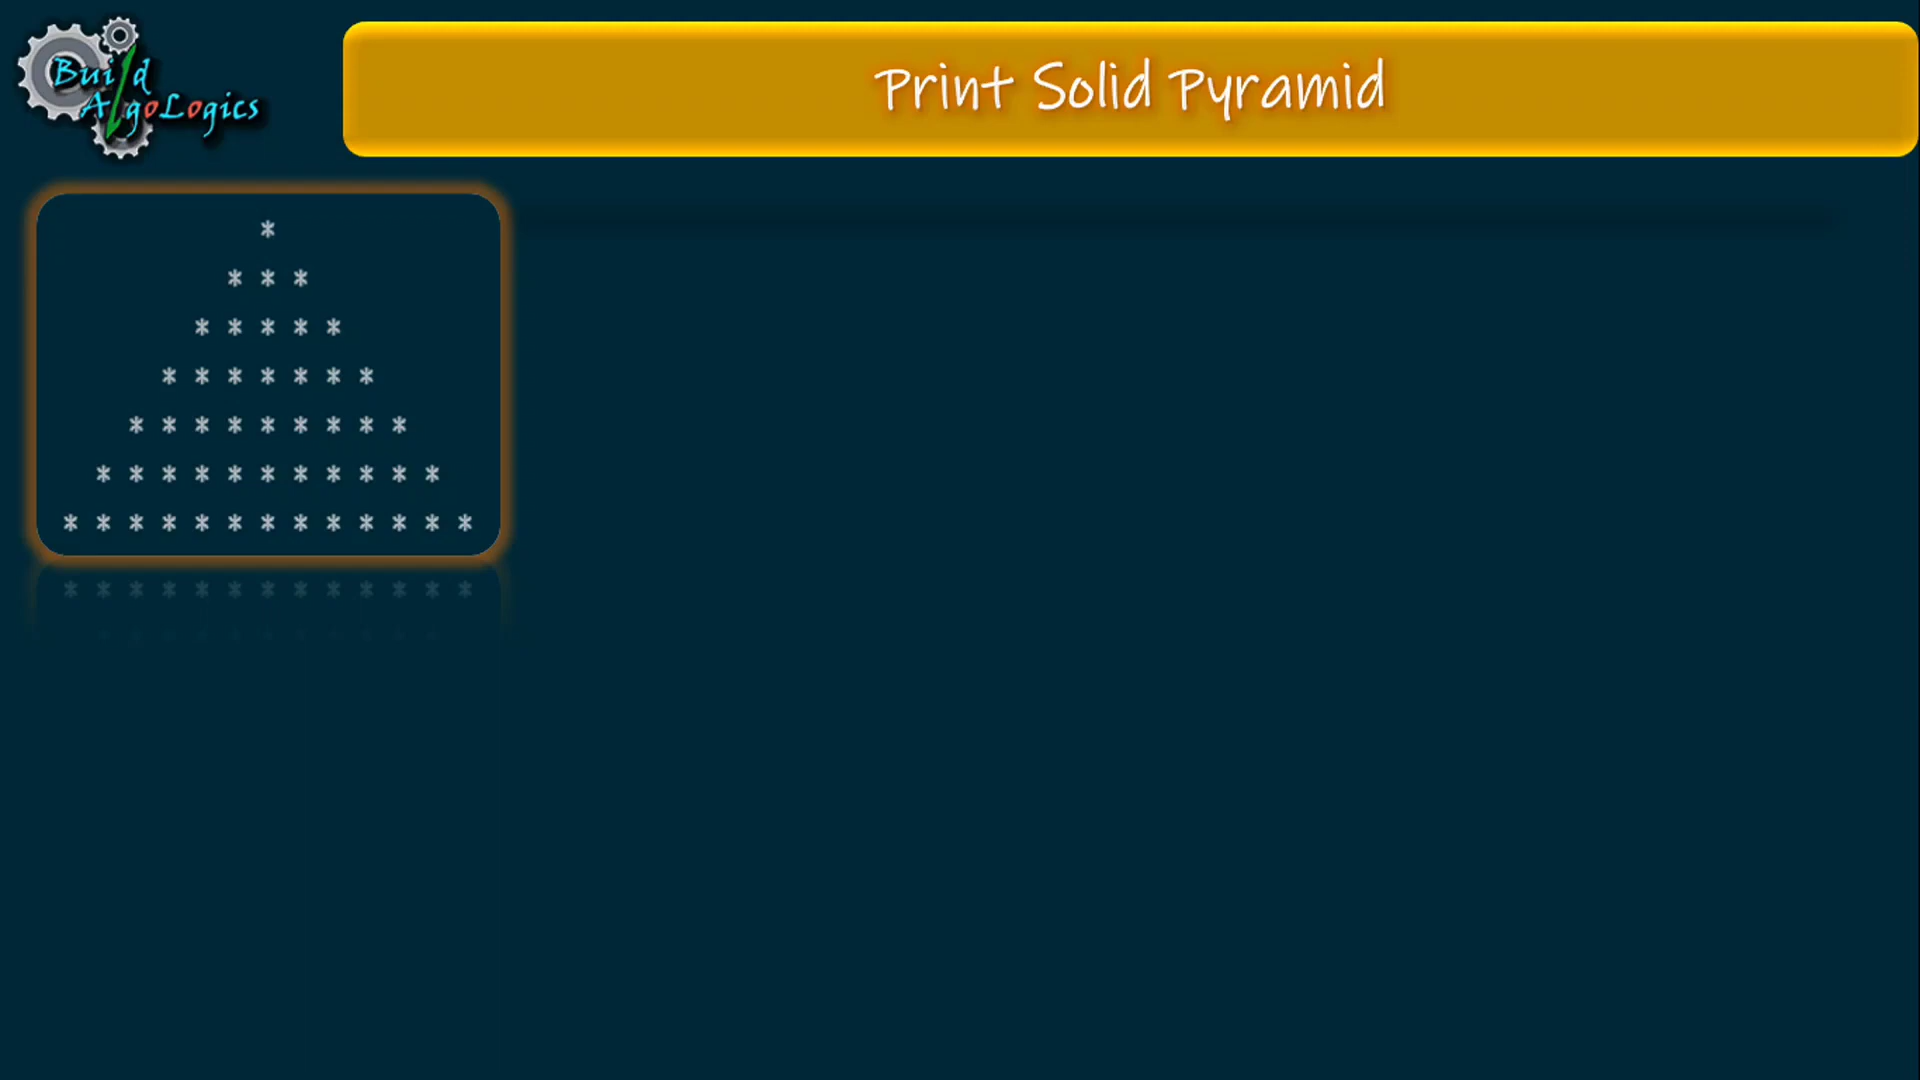 Build
AlgoLogics
Print Solid Pyramid
*
* * *
* * * * *
* * * * * * *
* * * * * * * * *
* * * * * * * * * * *
* * * * * * * * * * * * *